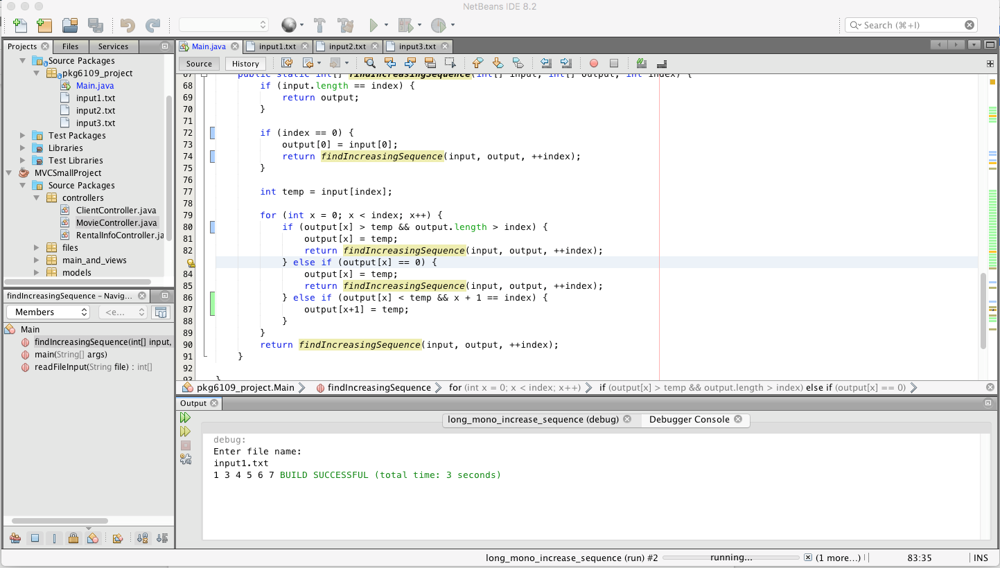 NetBeans IDE 8.2
Search (⌘+I)
Projects
Files
Services
Source Packages
pkg6109_project
Main.java
input1.txt
input2.txt
input3.txt
Test Packages
Libraries
Test Libraries
MVCSmallProject
Source Packages
controllers
ClientController.java
MovieController.java
RentalInfoController.ja
files
main_and_views
models
findIncreasingSequence – Navig...
Members
<e...
Main
findIncreasingSequence(int[] input,
main(String[] args)
readFileInput(String file) : int[]
Main.java
input1.txt
input2.txt
input3.txt
Source
History
67 public static int[] findIncreasingSequence(int[] input, int[] output, int index) {
68 if (input.length == index) {
69 return output;
70 }
71
72 if (index == 0) {
73 output[0] = input[0];
74 return findIncreasingSequence(input, output, ++index);
75 }
76
77 int temp = input[index];
78
79 for (int x = 0; x < index; x++) {
80 if (output[x] > temp && output.length > index) {
81 output[x] = temp;
82 return findIncreasingSequence(input, output, ++index);
} else if (output[x] == 0) {
84 output[x] = temp;
85 return findIncreasingSequence(input, output, ++index);
86 } else if (output[x] < temp && x + 1 == index) {
87 output[x+1] = temp;
88 }
89 }
90 return findIncreasingSequence(input, output, ++index);
91 }
92
93 }
pkg6109_project.Main
findIncreasingSequence
for (int x = 0; x < index; x++)
if (output[x] > temp && output.length > index) else if (output[x] == 0)
Output
long_mono_increase_sequence (debug)
Debugger Console
debug:
Enter file name:
input1.txt
1 3 4 5 6 7 BUILD SUCCESSFUL (total time: 3 seconds)
long_mono_increase_sequence (run) #2
running...
(1 more...)
83:35
INS